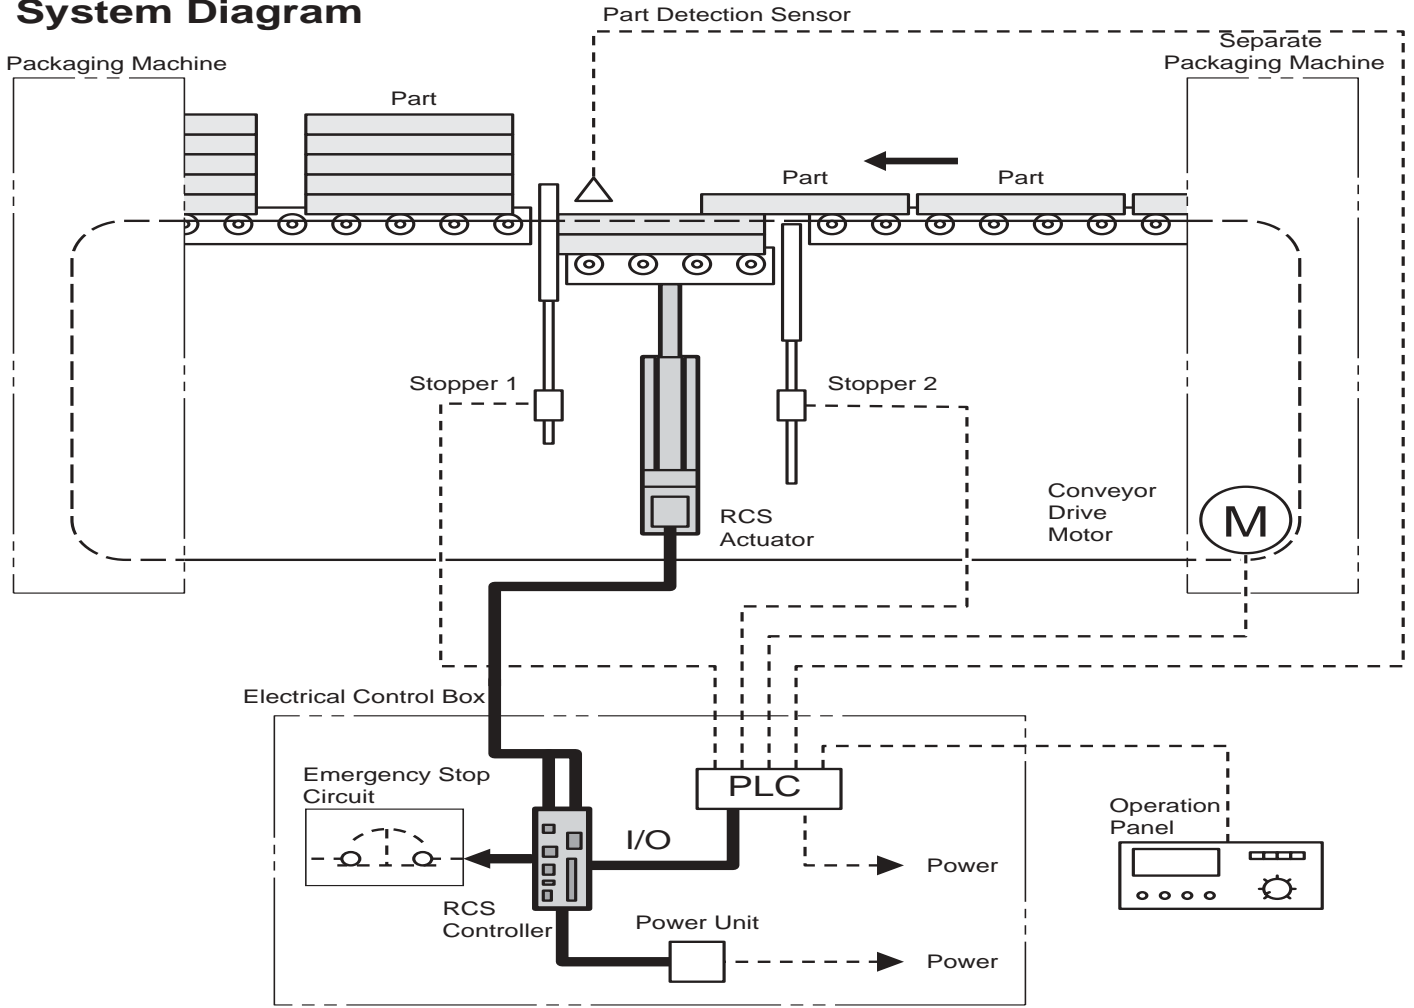 System Diagram
Part Detection Sensor
Separate
Packaging Machine
Packaging Machine
Part
Part
Part
Stopper 1
Stopper 2
Conveyor
Drive
Motor
M
RCS
Actuator
Electrical Control Box
Emergency Stop
Circuit
PLC
I/O
Operation
Panel
Power
RCS
Controller
Power Unit
Power